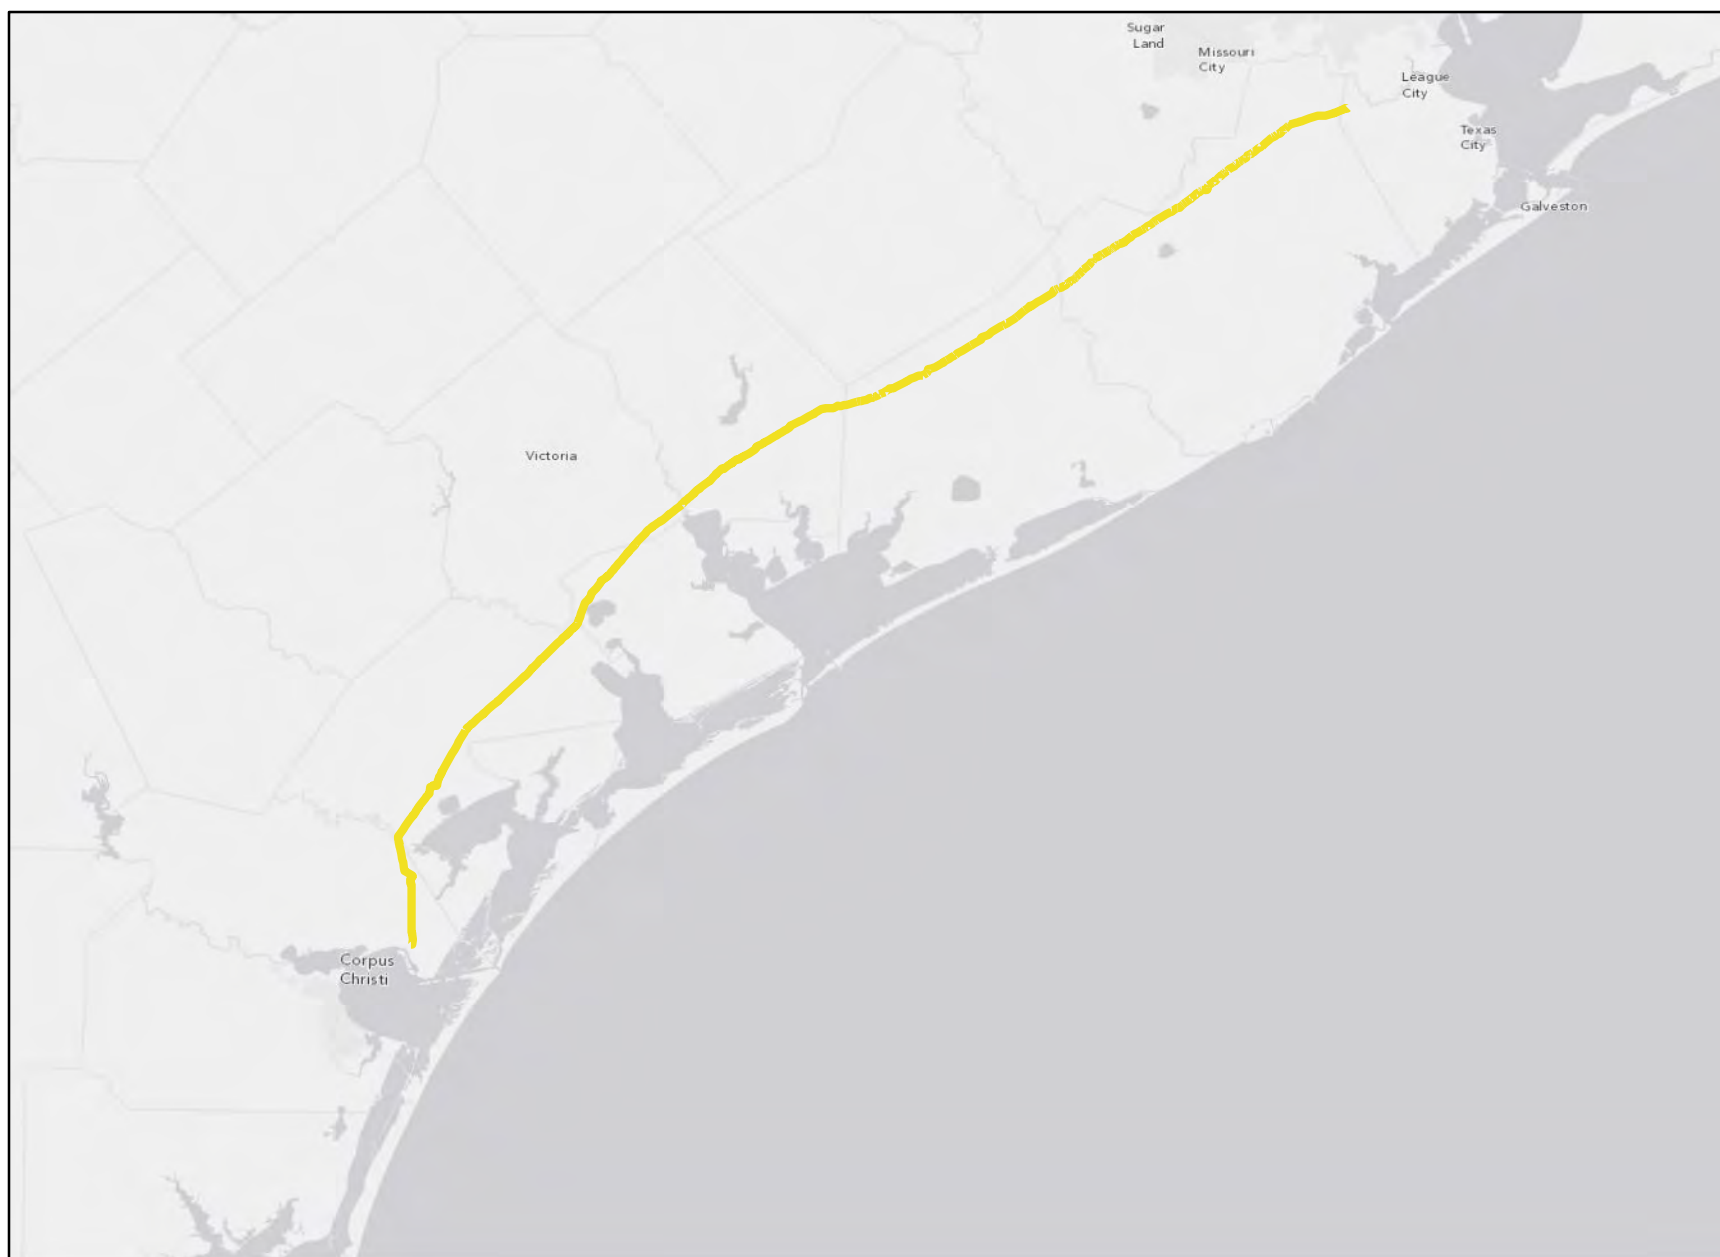 Sugar
Land
Missouri
City
League
City
Texas
City
Galveston
Victoria
Corpus
Christi